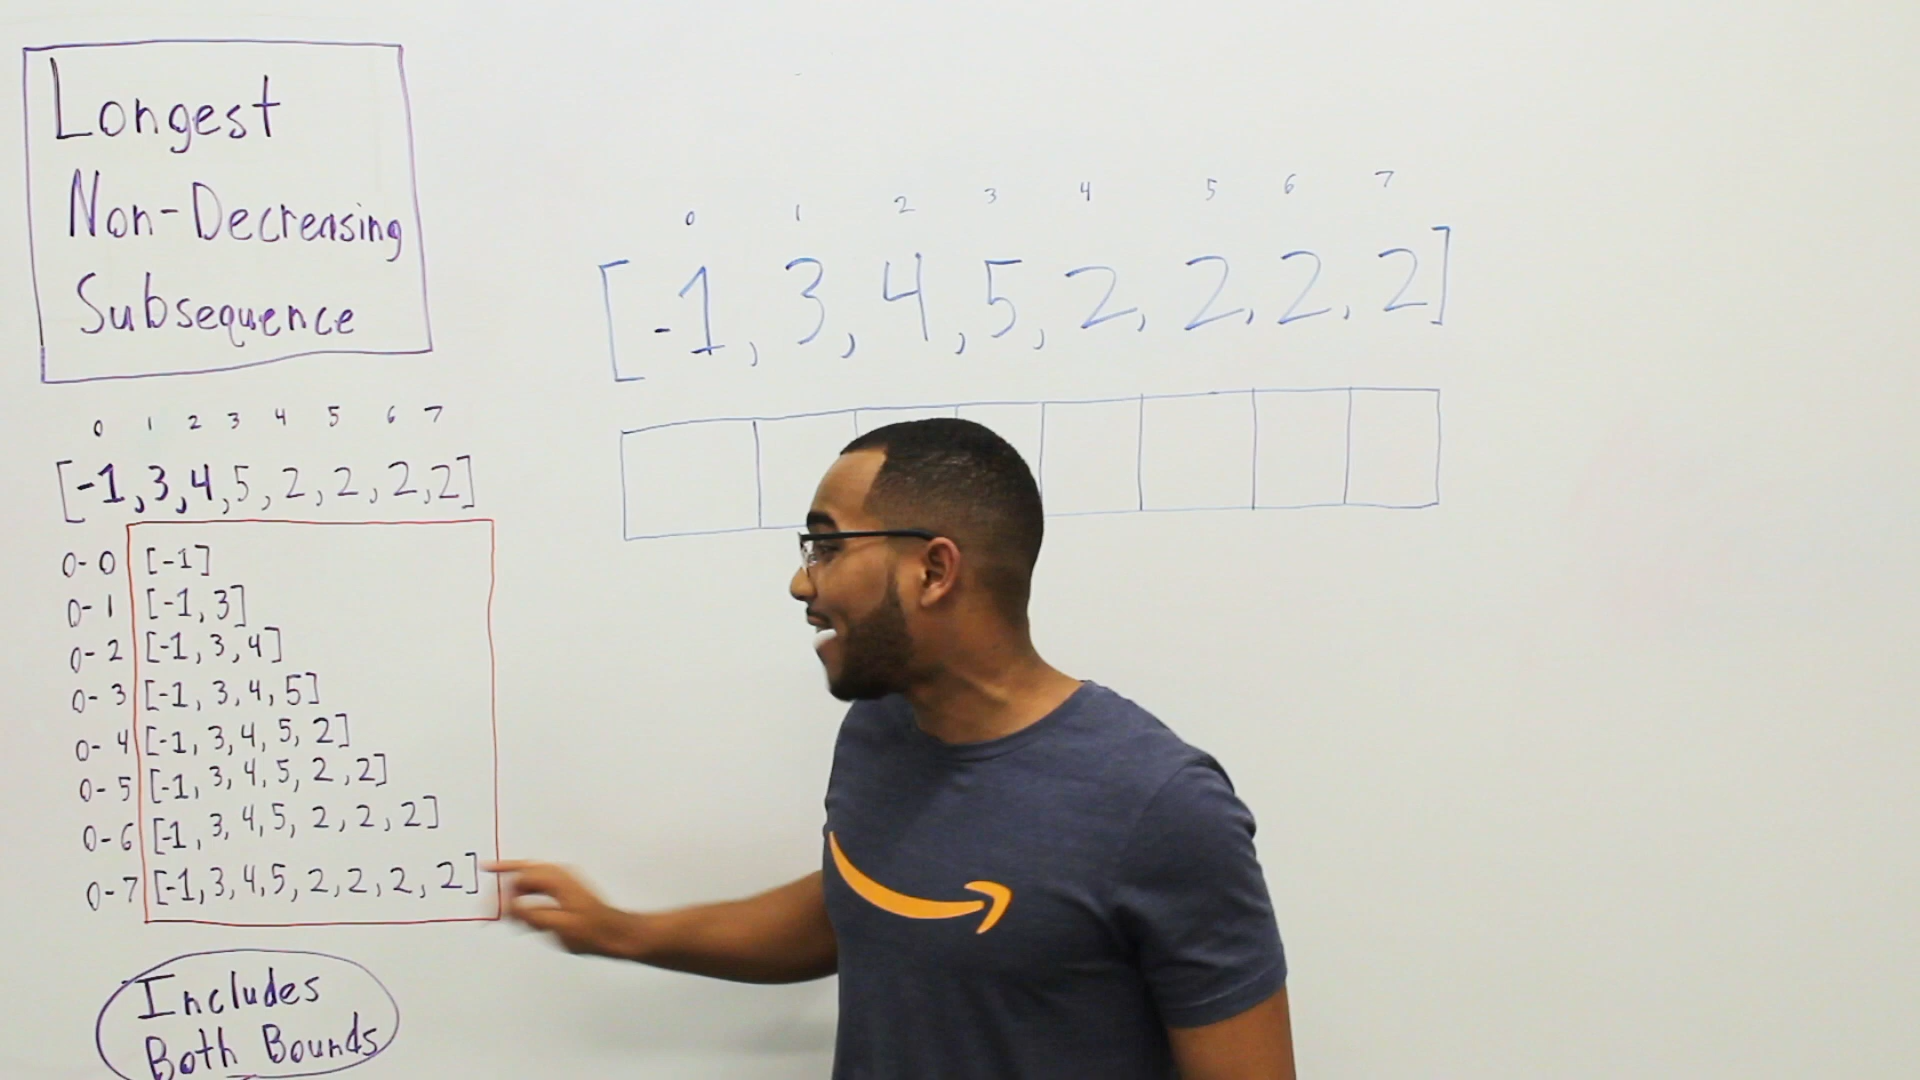 Longest
Non-Decreasing
Subsequence
0 1 2 3 4 5 6 7
[-1, 3, 4, 5, 2, 2, 2, 2]
0-0 [-1]
0-1 [-1, 3]
0-2 [-1, 3, 4]
0-3 [-1, 3, 4, 5]
0-4 [-1, 3, 4, 5, 2]
0-5 [-1, 3, 4, 5, 2, 2]
0-6 [-1, 3, 4, 5, 2, 2, 2]
0-7 [-1, 3, 4, 5, 2, 2, 2, 2]
Includes
Both Bounds
0 1 2 3 4 5 6 7
[-1, 3, 4, 5, 2, 2, 2, 2]